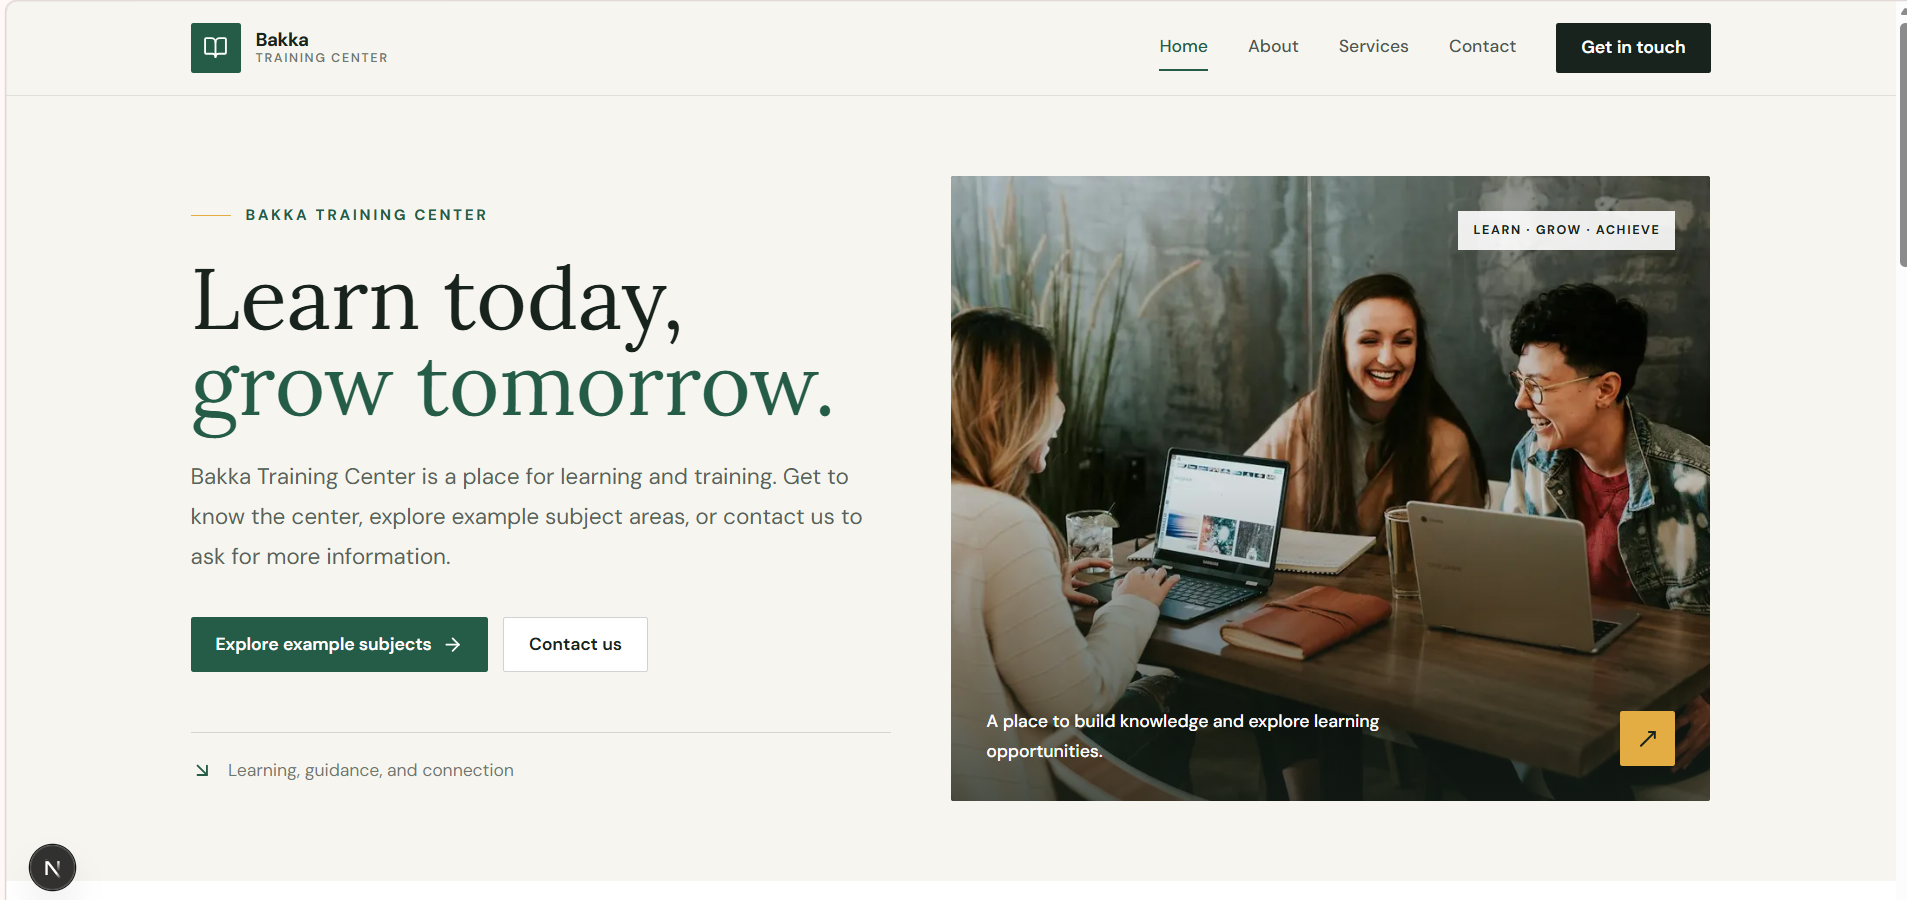 Bakka
TRAINING CENTER
Home
About
Services
Contact
Get in touch
BAKKA TRAINING CENTER
Learn today,
grow tomorrow.
Bakka Training Center is a place for learning and training. Get to
know the center, explore example subject areas, or contact us to
ask for more information.
Explore example subjects
Contact us
Learning, guidance, and connection
LEARN · GROW · ACHIEVE
SAMSUNG
A place to build knowledge and explore learning
opportunities.
N